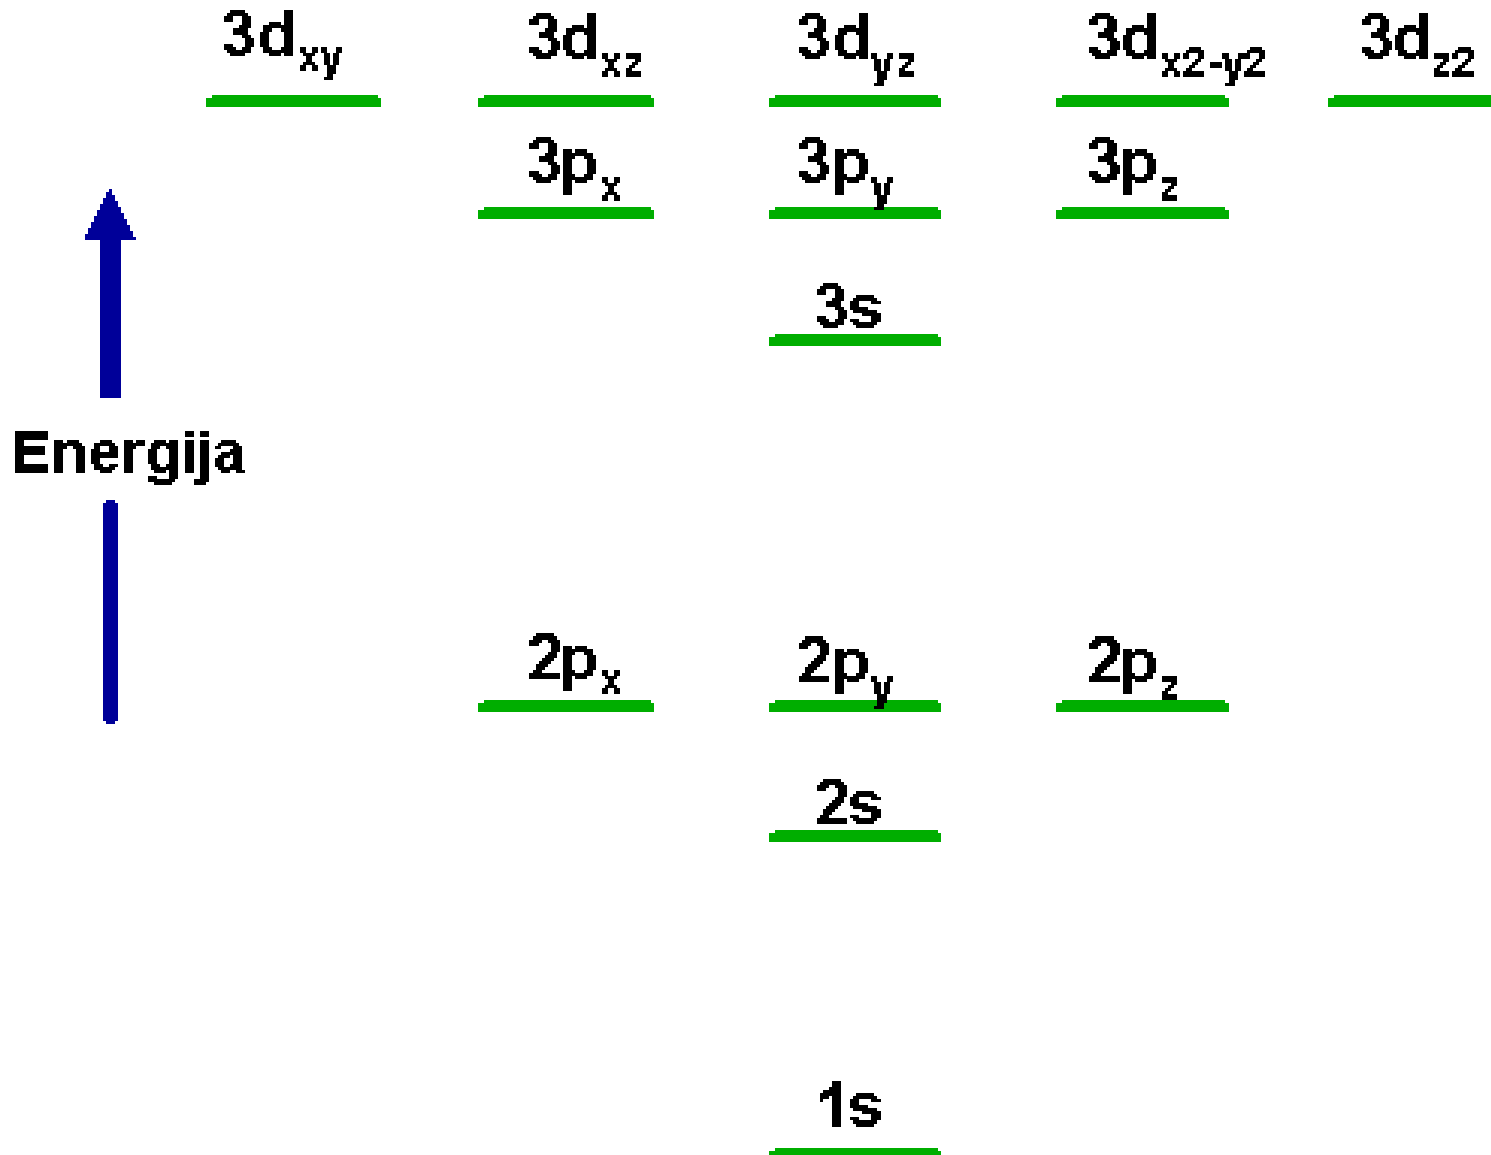 3dxy 3dxz 3dyz 3dx2-y2 3dz2
3px 3py 3pz
3s
Energija
2px 2py 2pz
2s
1s